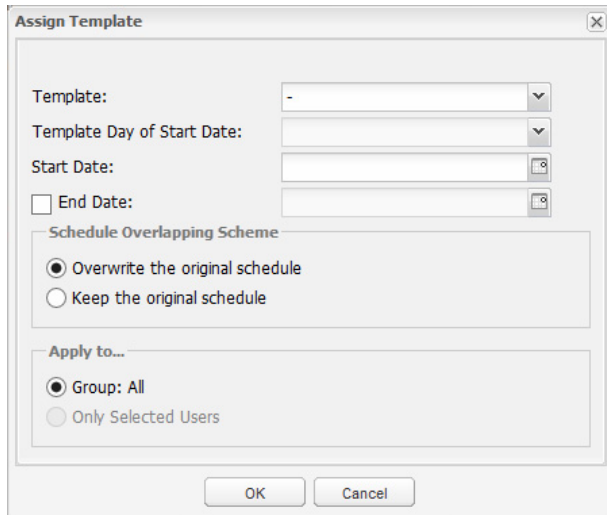 Assign Template
Template: -
Template Day of Start Date:
Start Date:
End Date:
Schedule Overlapping Scheme
Overwrite the original schedule
Keep the original schedule
Apply to...
Group: All
Only Selected Users
OK Cancel